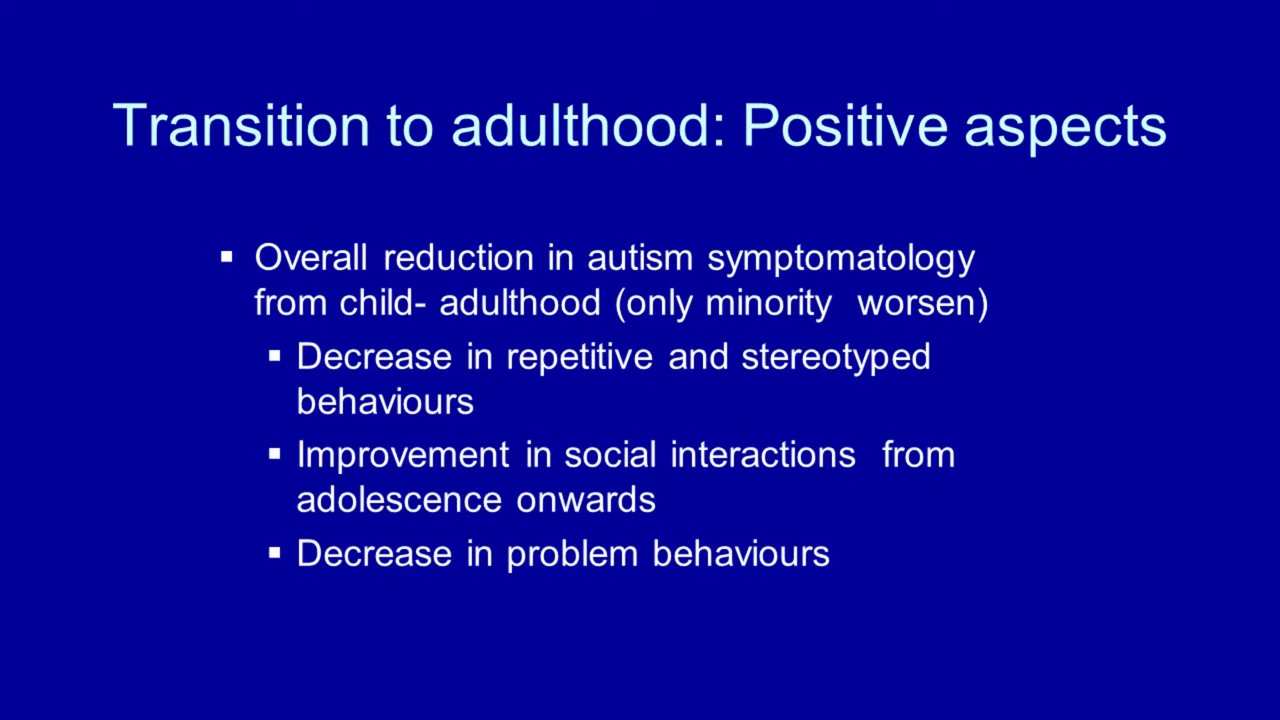 Transition to adulthood: Positive aspects
▪ Overall reduction in autism symptomatology
from child- adulthood (only minority worsen)
▪ Decrease in repetitive and stereotyped
behaviours
▪ Improvement in social interactions from
adolescence onwards
▪ Decrease in problem behaviours